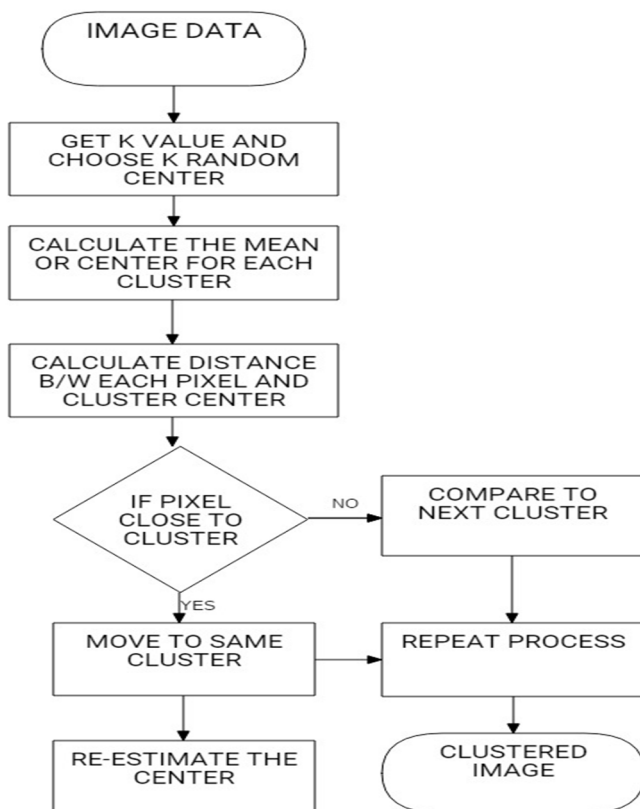 IMAGE DATA
GET K VALUE AND
CHOOSE K RANDOM
CENTER
CALCULATE THE MEAN
OR CENTER FOR EACH
CLUSTER
CALCULATE DISTANCE
B/W EACH PIXEL AND
CLUSTER CENTER
IF PIXEL
CLOSE TO
CLUSTER
NO
COMPARE TO
NEXT CLUSTER
YES
MOVE TO SAME
CLUSTER
REPEAT PROCESS
RE-ESTIMATE THE
CENTER
CLUSTERED
IMAGE